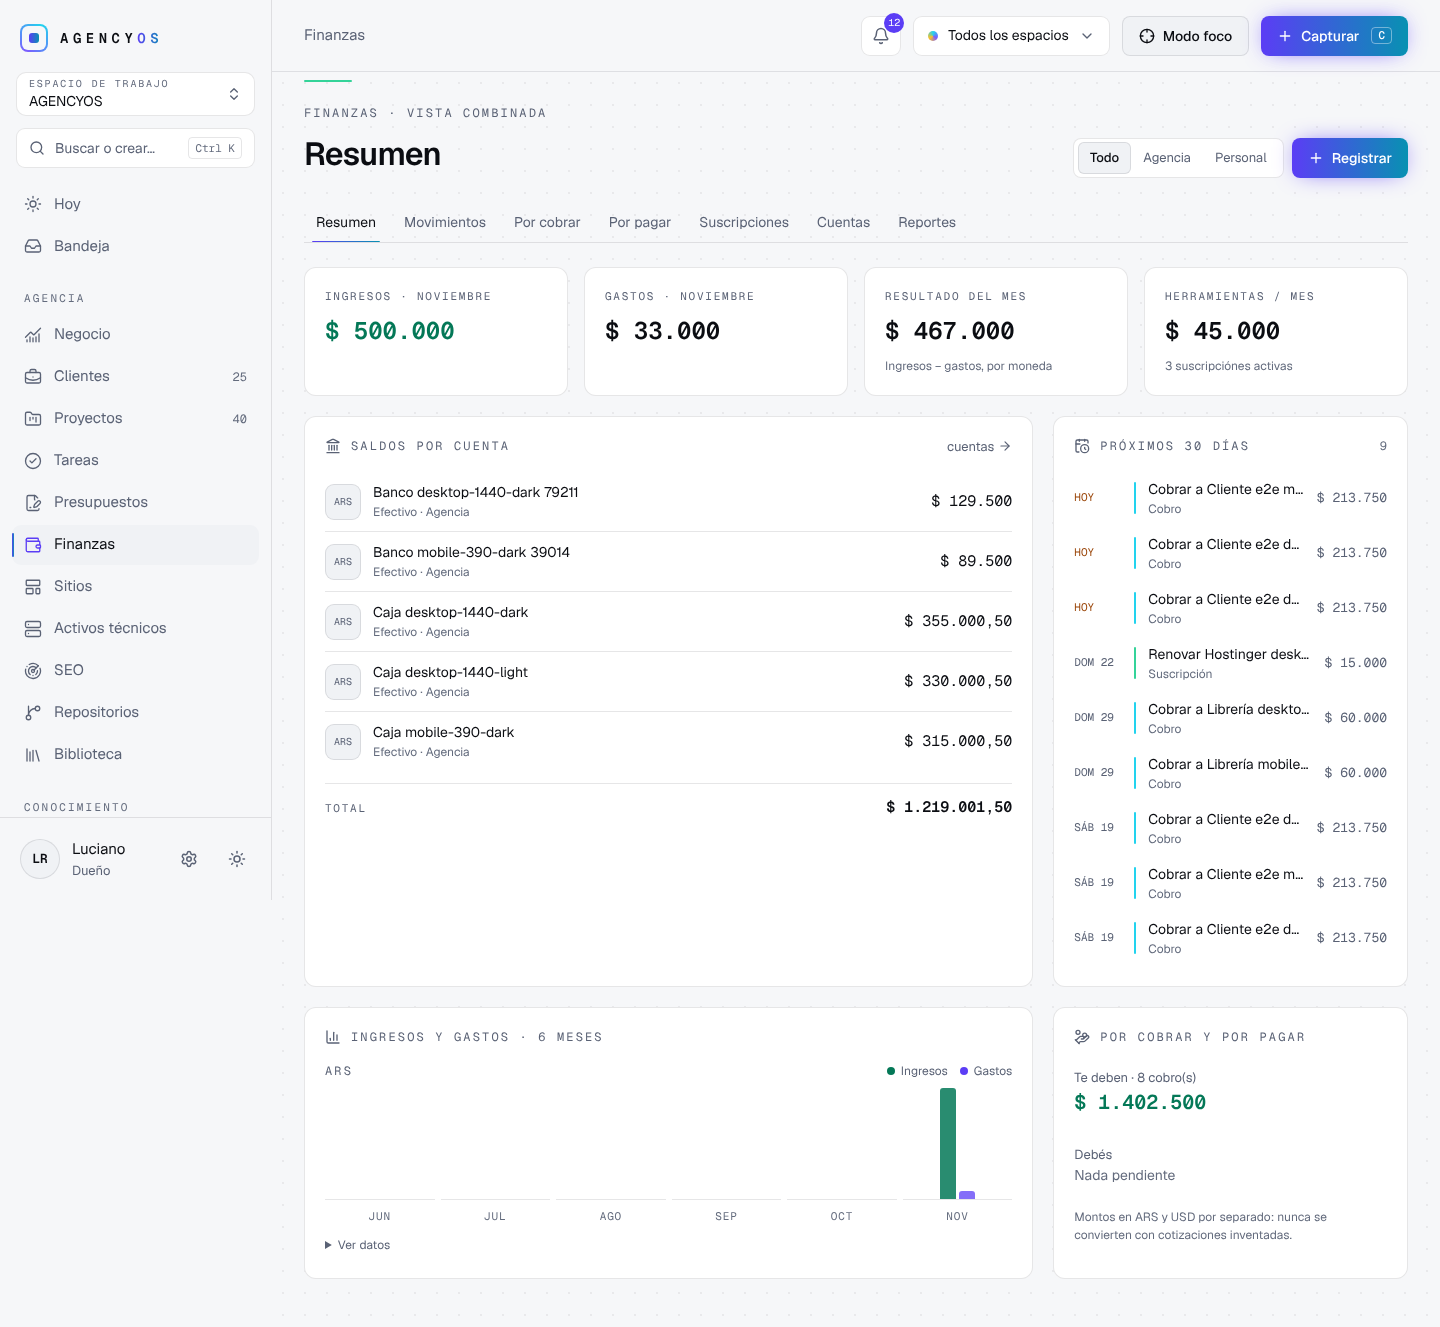 AGENCYOS
ESPACIO DE TRABAJO
AGENCYOS
Buscar o crear... Ctrl K
Hoy
Bandeja
AGENCIA
Negocio
Clientes 25
Proyectos 40
Tareas
Presupuestos
Finanzas
Sitios
Activos técnicos
SEO
Repositorios
Biblioteca
CONOCIMIENTO
LR Luciano
Dueño
Finanzas
12
Todos los espacios
Modo foco
Capturar C
FINANZAS · VISTA COMBINADA
Resumen
Todo Agencia Personal
Registrar
Resumen Movimientos Por cobrar Por pagar Suscripciones Cuentas Reportes
INGRESOS · NOVIEMBRE
$ 500.000
GASTOS · NOVIEMBRE
$ 33.000
RESULTADO DEL MES
$ 467.000
Ingresos – gastos, por moneda
HERRAMIENTAS / MES
$ 45.000
3 suscripciónes activas
SALDOS POR CUENTA cuentas →
ARS Banco desktop-1440-dark 79211 $ 129.500
Efectivo · Agencia
ARS Banco mobile-390-dark 39014 $ 89.500
Efectivo · Agencia
ARS Caja desktop-1440-dark $ 355.000,50
Efectivo · Agencia
ARS Caja desktop-1440-light $ 330.000,50
Efectivo · Agencia
ARS Caja mobile-390-dark $ 315.000,50
Efectivo · Agencia
TOTAL $ 1.219.001,50
PRÓXIMOS 30 DÍAS 9
HOY Cobrar a Cliente e2e m... $ 213.750
Cobro
HOY Cobrar a Cliente e2e d... $ 213.750
Cobro
HOY Cobrar a Cliente e2e d... $ 213.750
Cobro
DOM 22 Renovar Hostinger desk... $ 15.000
Suscripción
DOM 29 Cobrar a Librería deskto... $ 60.000
Cobro
DOM 29 Cobrar a Librería mobile... $ 60.000
Cobro
SÁB 19 Cobrar a Cliente e2e d... $ 213.750
Cobro
SÁB 19 Cobrar a Cliente e2e m... $ 213.750
Cobro
SÁB 19 Cobrar a Cliente e2e d... $ 213.750
Cobro
INGRESOS Y GASTOS · 6 MESES
ARS Ingresos Gastos
JUN JUL AGO SEP OCT NOV
Ver datos
POR COBRAR Y POR PAGAR
Te deben · 8 cobro(s)
$ 1.402.500
Debés
Nada pendiente
Montos en ARS y USD por separado: nunca se
convierten con cotizaciones inventadas.